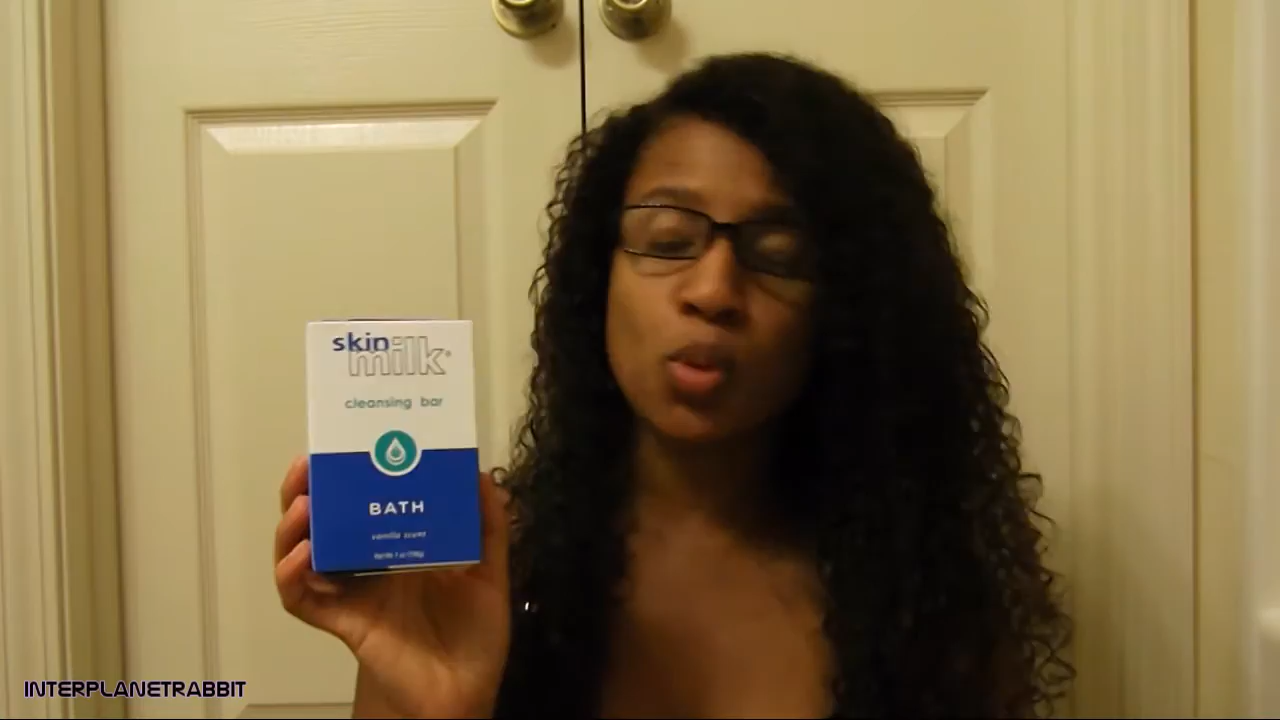 skin
milk®
cleansing bar
BATH
vanilla scent
INTERPLANETRABBIT